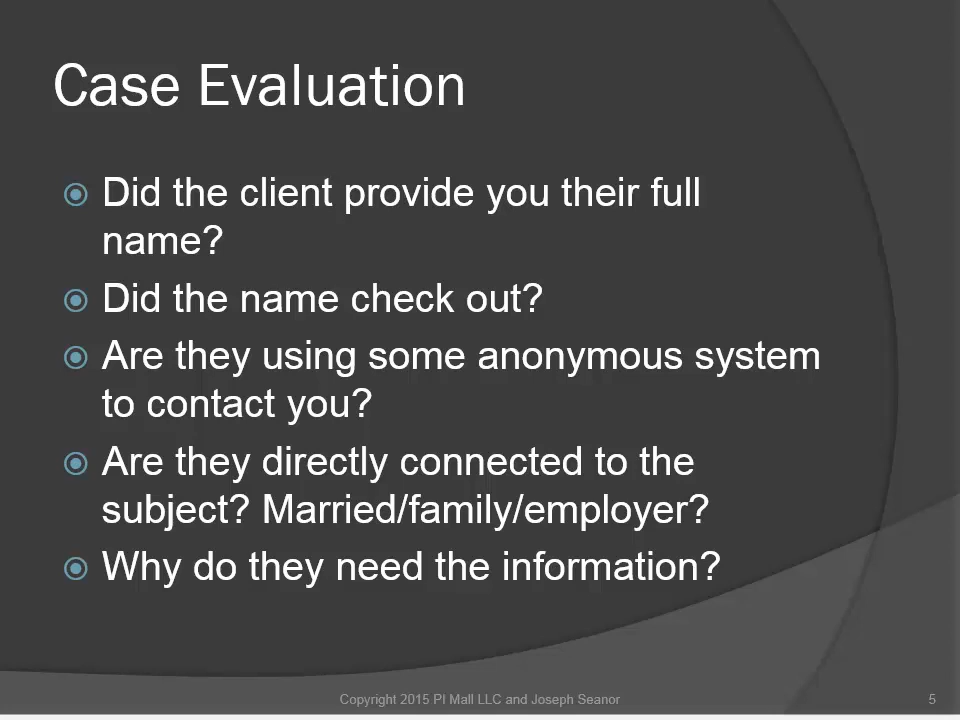 Case Evaluation
Did the client provide you their full
name?
Did the name check out?
Are they using some anonymous system
to contact you?
Are they directly connected to the
subject? Married/family/employer?
Why do they need the information?
Copyright 2015 PI Mall LLC and Joseph Seanor
5